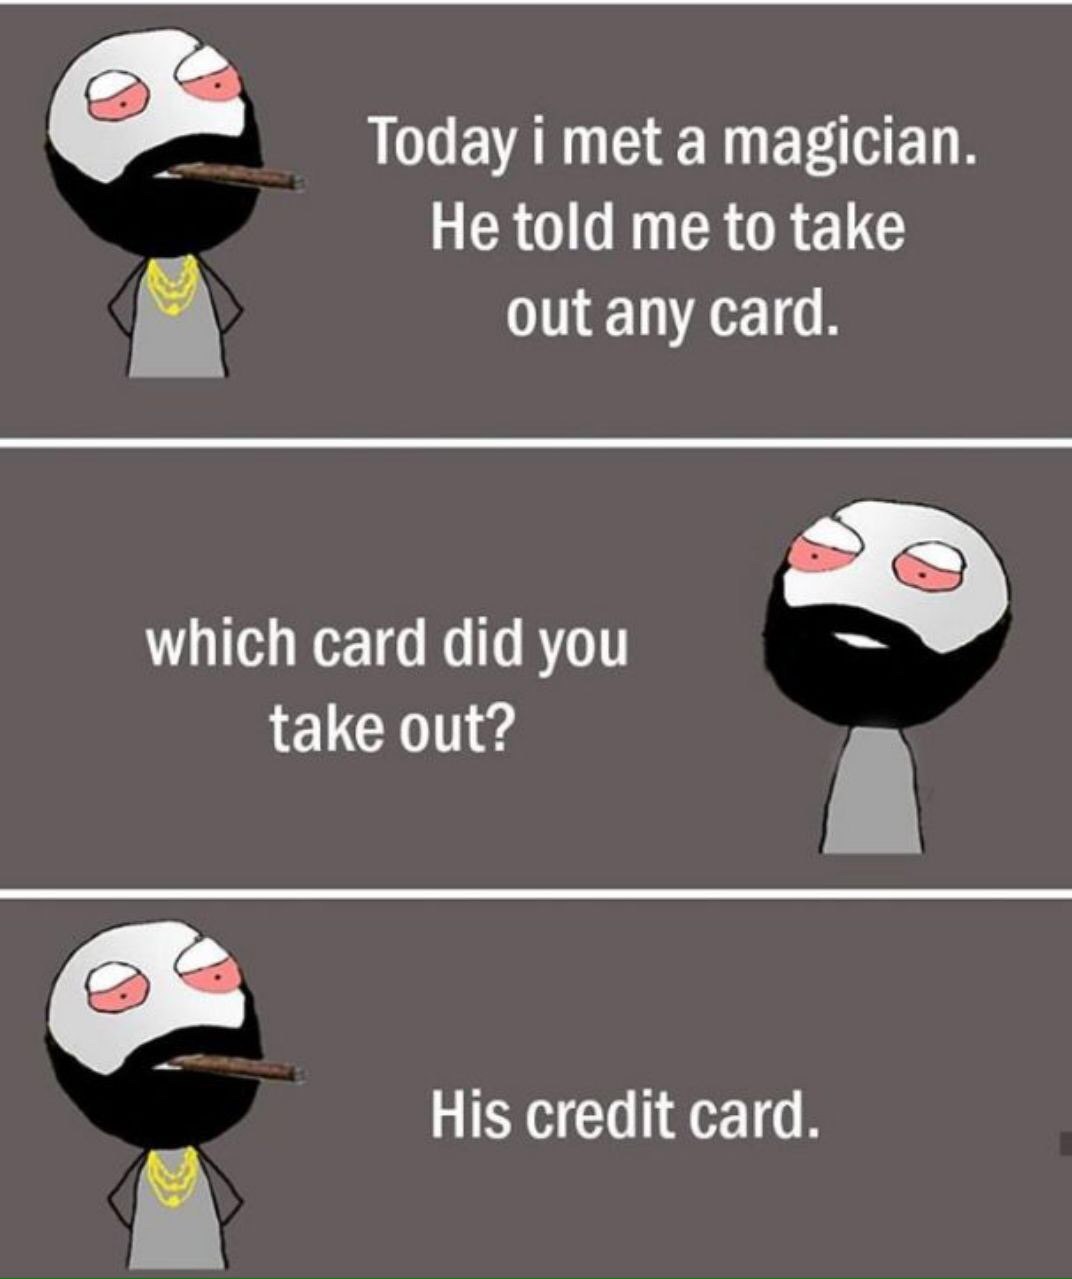 Today i met a magician.
He told me to take
out any card.
which card did you
take out?
His credit card.